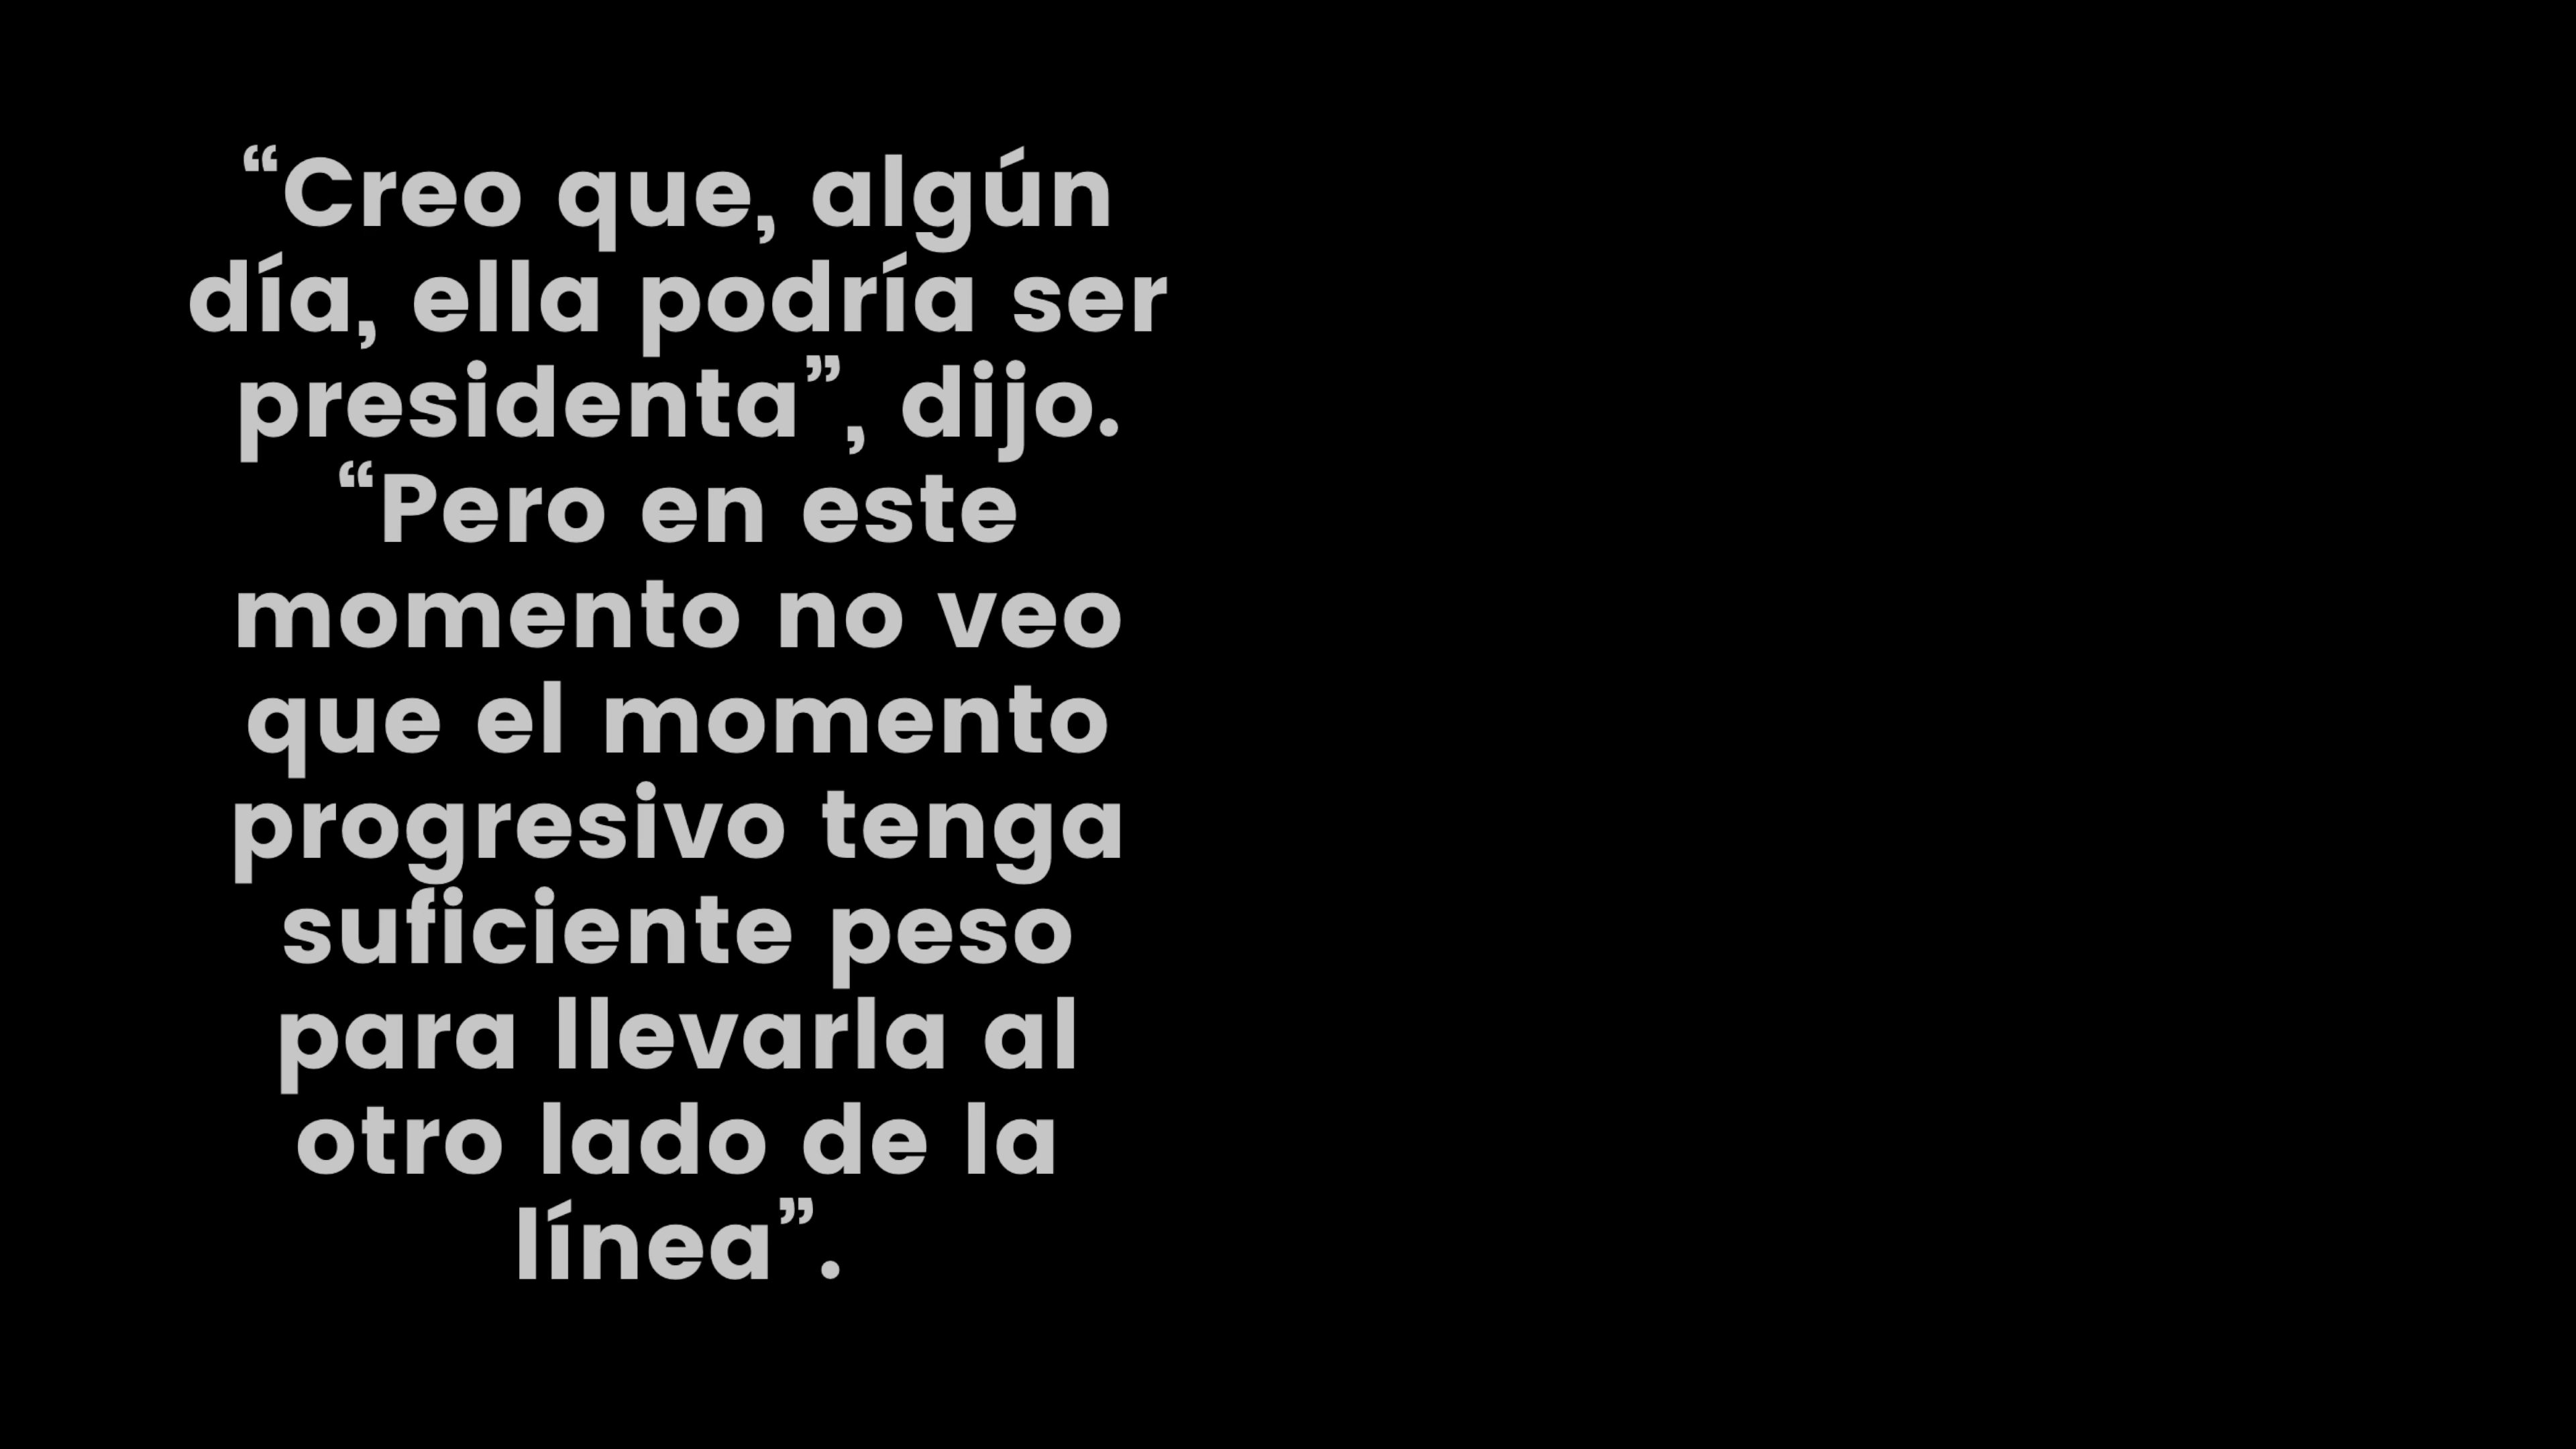 “Creo que, algún
día, ella podría ser
presidenta”, dijo.
“Pero en este
momento no veo
que el momento
progresivo tenga
suficiente peso
para llevarla al
otro lado de la
línea”.